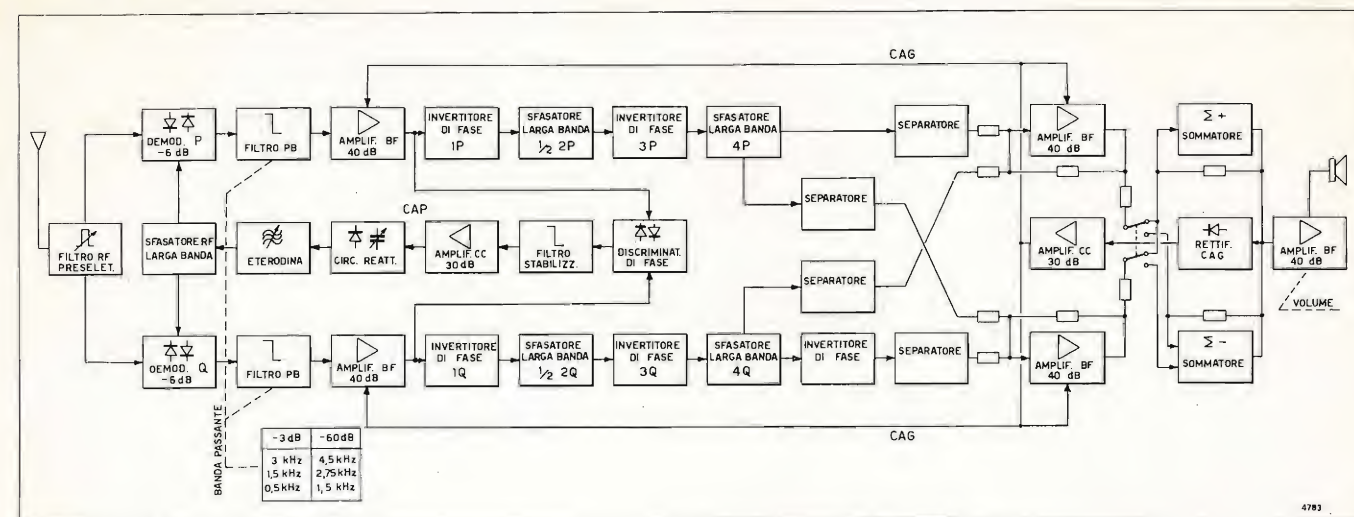 CAG
DEMOD. P
-6 dB
FILTRO PB
AMPLIF. BF
40 dB
INVERTITORE
DI FASE
1P
SFASATORE
LARGA BANDA
1/2 2P
INVERTITORE
DI FASE
3P
SFASATORE
LARGA BANDA
4P
SEPARATORE
AMPLIF. BF
40 dB
Σ +
SOMMATORE
SEPARATORE
CAP
FILTRO RF
PRESELET.
SFASATORE RF
LARGA BANDA
ETERODINA
CIRC. REATT.
AMPLIF. CC
30 dB
FILTRO
STABILIZZ.
DISCRIMINAT.
DI FASE
SEPARATORE
AMPLIF. CC
30 dB
RETTIF.
CAG
AMPLIF. BF
40 dB
VOLUME
DEMOD. Q
-6 dB
FILTRO PB
AMPLIF. BF
40 dB
INVERTITORE
DI FASE
1Q
SFASATORE
LARGA BANDA
1/2 2Q
INVERTITORE
DI FASE
3Q
SFASATORE
LARGA BANDA
4Q
INVERTITORE
DI FASE
SEPARATORE
AMPLIF. BF
40 dB
Σ -
SOMMATORE
CAG
BANDA PASSANTE
-3 dB -60 dB
3 kHz 4,5 kHz
1,5 kHz 2,75 kHz
0,5 kHz 1,5 kHz
4783